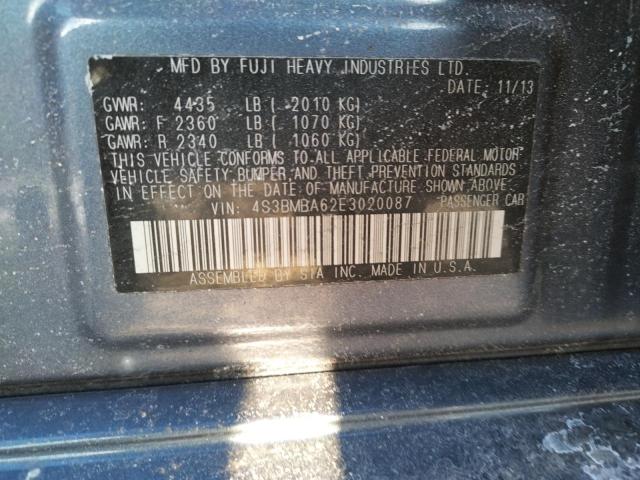 MFD BY FUJI HEAVY INDUSTRIES LTD.
DATE: 11/13
GVWR: 4435 LB ( 2010 KG)
GAWR: F 2360 LB ( 1070 KG)
GAWR: R 2340 LB ( 1060 KG)
THIS VEHICLE CONFORMS TO ALL APPLICABLE FEDERAL MOTOR
VEHICLE SAFETY, BUMPER, AND THEFT PREVENTION STANDARDS
IN EFFECT ON THE DATE OF MANUFACTURE SHOWN ABOVE.
VIN: 4S3BMBA62E3020087 PASSENGER CAR
ASSEMBLED BY SIA INC. MADE IN U.S.A.